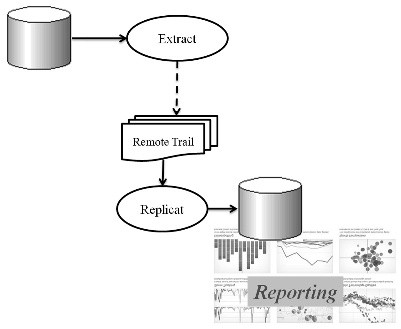 Extract
Remote Trail
Replicat
Reporting